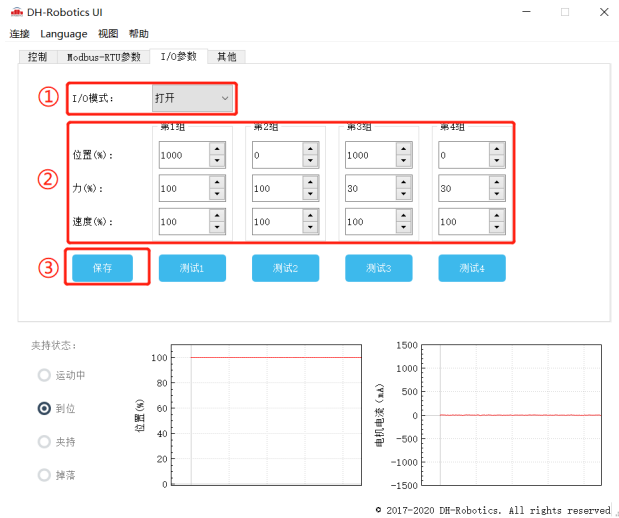 DH-Robotics UI
连接 Language 视图 帮助
控制 Modbus-RTU参数 I/O参数 其他
① I/O模式: 打开
第1组 第2组 第3组 第4组
② 位置(%): 1000 0 1000 0
力(%): 100 100 30 30
速度(%): 100 100 100 100
③ 保存 测试1 测试2 测试3 测试4
夹持状态:
运动中
到位
夹持
掉落
位置(%)
100
80
60
40
20
0
电机电流(mA)
1500
1000
500
0
-500
-1000
-1500
© 2017-2020 DH-Robotics. All rights reserved